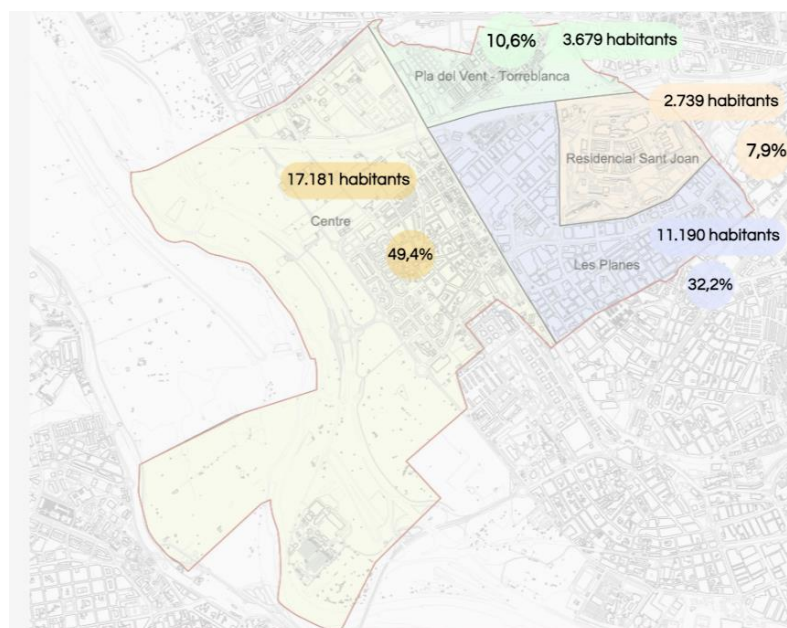 10,6%
3.679 habitants
Pla del Vent - Torreblanca
2.739 habitants
Residencial Sant Joan
7,9%
17.181 habitants
Centre
11.190 habitants
49,4%
Les Planes
32,2%